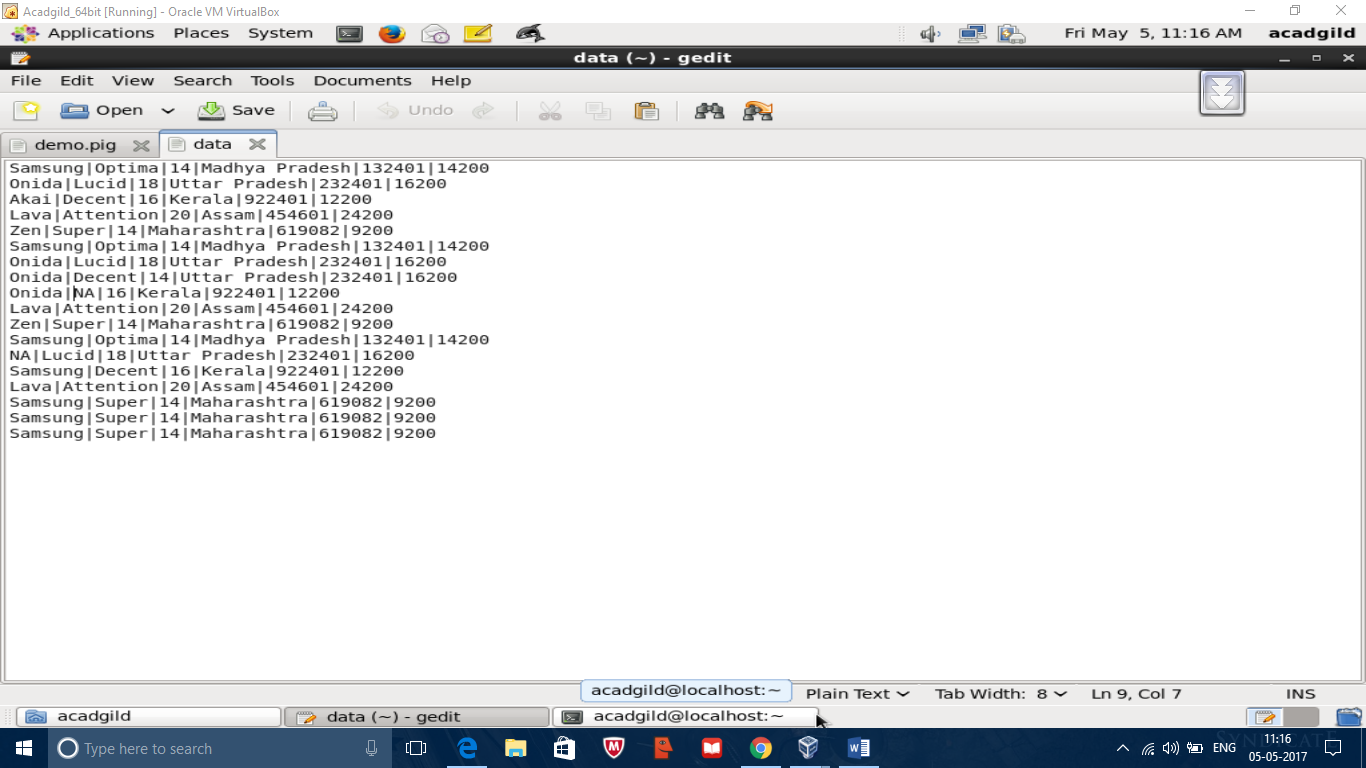 Acadgild_64bit [Running] - Oracle VM VirtualBox
Applications Places System Fri May 5, 11:16 AM acadgild
data (~) - gedit
File Edit View Search Tools Documents Help
Open Save Undo
demo.pig data
Samsung|Optima|14|Madhya Pradesh|132401|14200
Onida|Lucid|18|Uttar Pradesh|232401|16200
Akai|Decent|16|Kerala|922401|12200
Lava|Attention|20|Assam|454601|24200
Zen|Super|14|Maharashtra|619082|9200
Samsung|Optima|14|Madhya Pradesh|132401|14200
Onida|Lucid|18|Uttar Pradesh|232401|16200
Onida|Decent|14|Uttar Pradesh|232401|16200
Onida|NA|16|Kerala|922401|12200
Lava|Attention|20|Assam|454601|24200
Zen|Super|14|Maharashtra|619082|9200
Samsung|Optima|14|Madhya Pradesh|132401|14200
NA|Lucid|18|Uttar Pradesh|232401|16200
Samsung|Decent|16|Kerala|922401|12200
Lava|Attention|20|Assam|454601|24200
Samsung|Super|14|Maharashtra|619082|9200
Samsung|Super|14|Maharashtra|619082|9200
Samsung|Super|14|Maharashtra|619082|9200
acadgild@localhost:~ Plain Text Tab Width: 8 Ln 9, Col 7 INS
acadgild data (~) - gedit acadgild@localhost:~
Type here to search ENG 11:16
05-05-2017